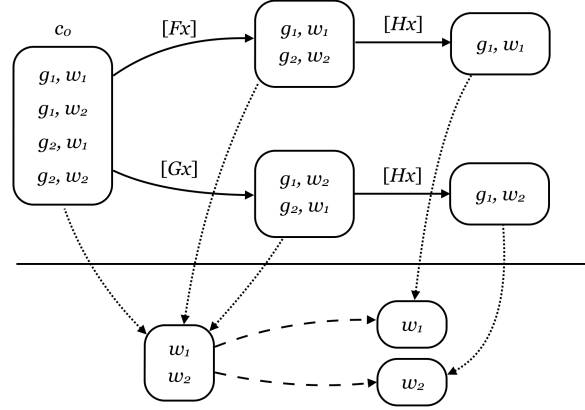 c₀
g₁, w₁
g₁, w₂
g₂, w₁
g₂, w₂
[Fx]
g₁, w₁
g₂, w₂
[Hx]
g₁, w₁
[Gx]
g₁, w₂
g₂, w₁
[Hx]
g₁, w₂
w₁
w₂
w₁
w₂